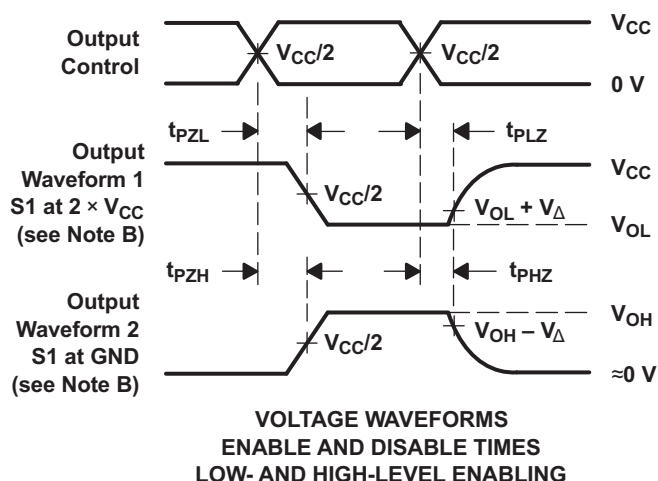 Output
Control
V_CC/2
V_CC/2
V_CC
0 V
t_PZL
t_PLZ
Output
Waveform 1
S1 at 2 × V_CC
(see Note B)
V_CC/2
V_CC
V_OL + V_Δ
V_OL
t_PZH
t_PHZ
Output
Waveform 2
S1 at GND
(see Note B)
V_CC/2
V_OH
V_OH − V_Δ
≈0 V
VOLTAGE WAVEFORMS
ENABLE AND DISABLE TIMES
LOW- AND HIGH-LEVEL ENABLING